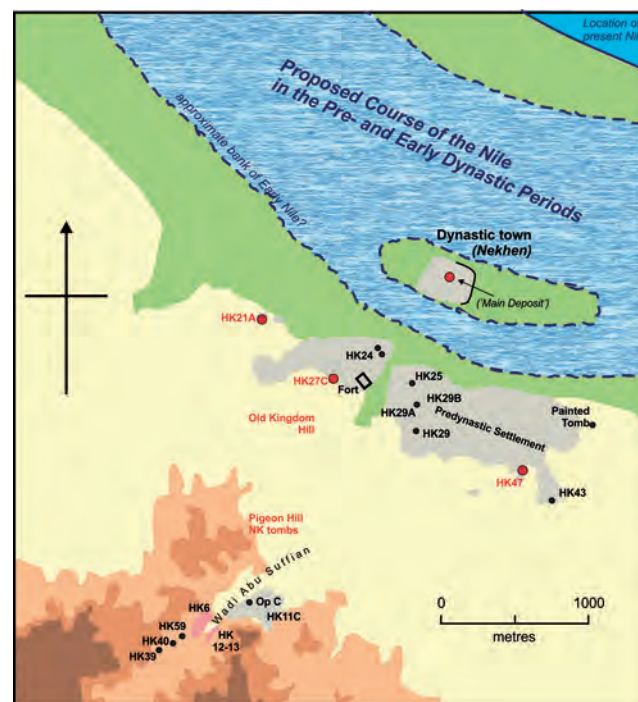 Location of
present Nil
Proposed Course of the Nile
in the Pre- and Early Dynastic Periods
approximate bank of Early Nile?
Dynastic town
(Nekhen)
('Main Deposit')
HK21A
HK24
HK27C
Fort
HK25
HK29B
HK29A
HK29
Predynastic Settlement
Painted
Tomb
Old Kingdom
Hill
HK47
HK43
Pigeon Hill
NK tombs
Wadi Abu Suffian
Op C
HK11C
HK6
HK59
HK
12-13
HK40
HK39
0 1000
metres